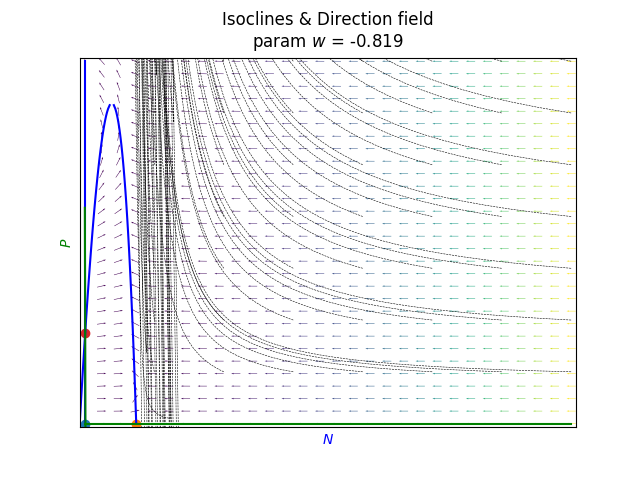 Isoclines & Direction field
param w = -0.819
P
N